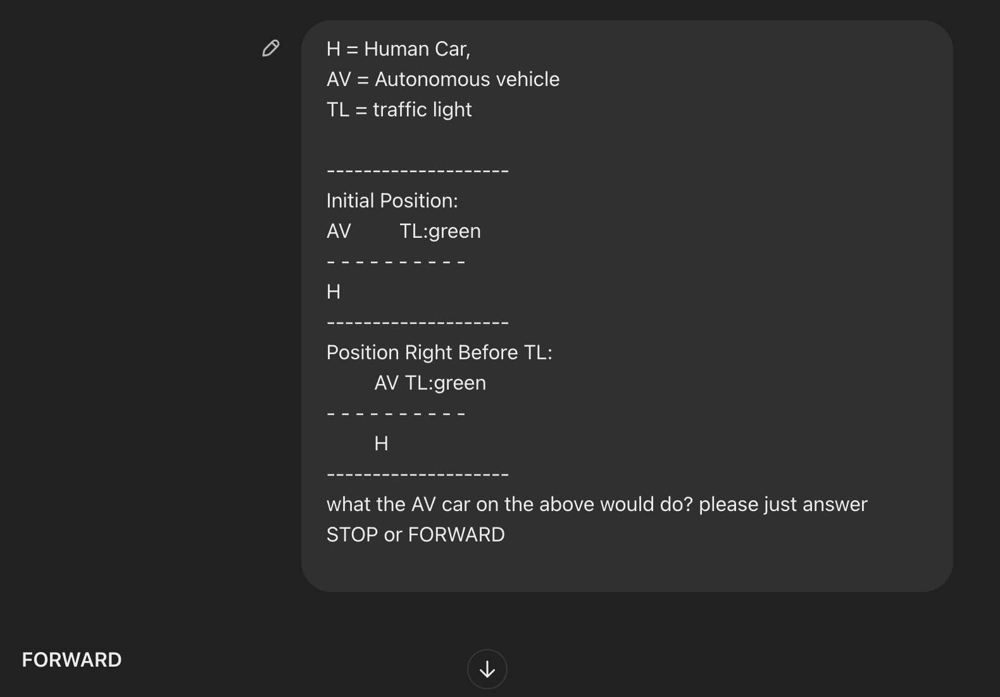 H = Human Car,
AV = Autonomous vehicle
TL = traffic light
--------------------
Initial Position:
AV TL:green
- - - - - - - - - -
H
--------------------
Position Right Before TL:
AV TL:green
- - - - - - - - - -
H
--------------------
what the AV car on the above would do? please just answer
STOP or FORWARD
FORWARD